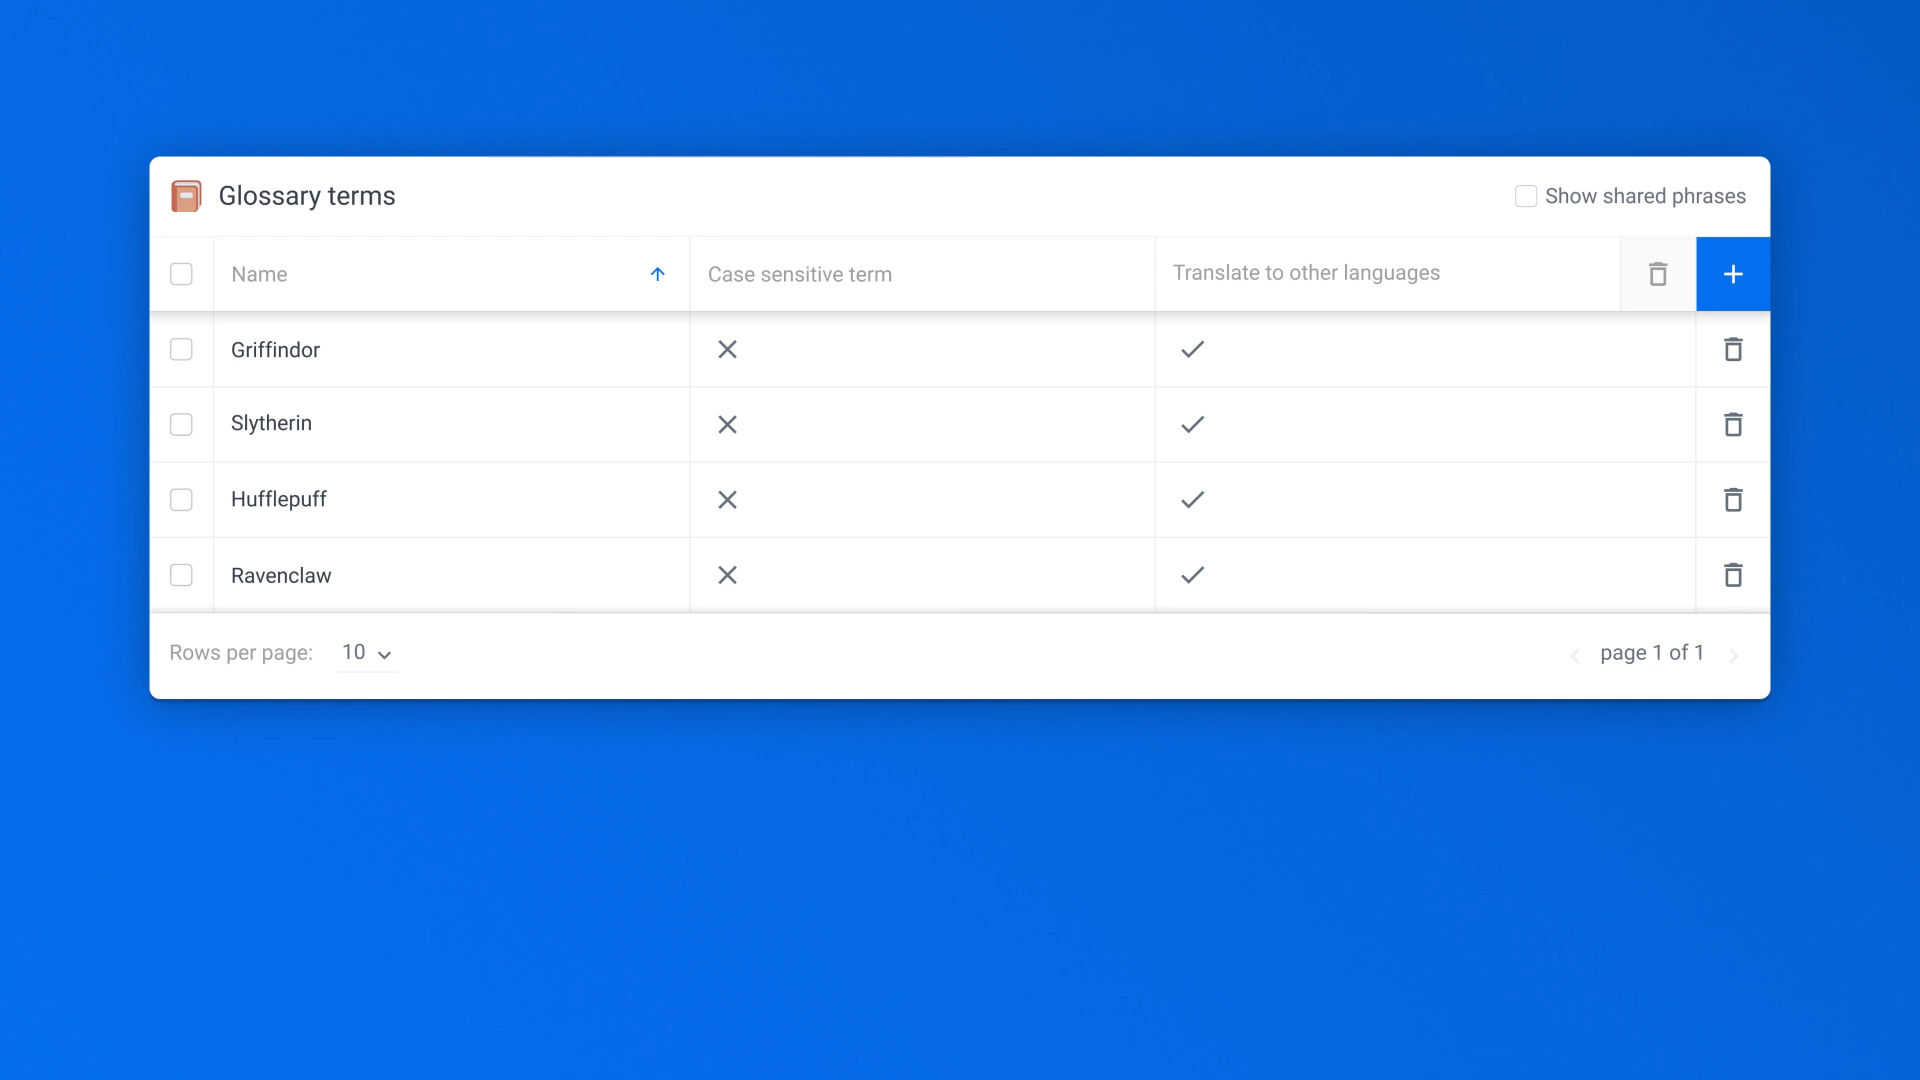 Glossary terms
Show shared phrases
Name
Case sensitive term
Translate to other languages
Griffindor
Slytherin
Hufflepuff
Ravenclaw
Rows per page: 10
page 1 of 1